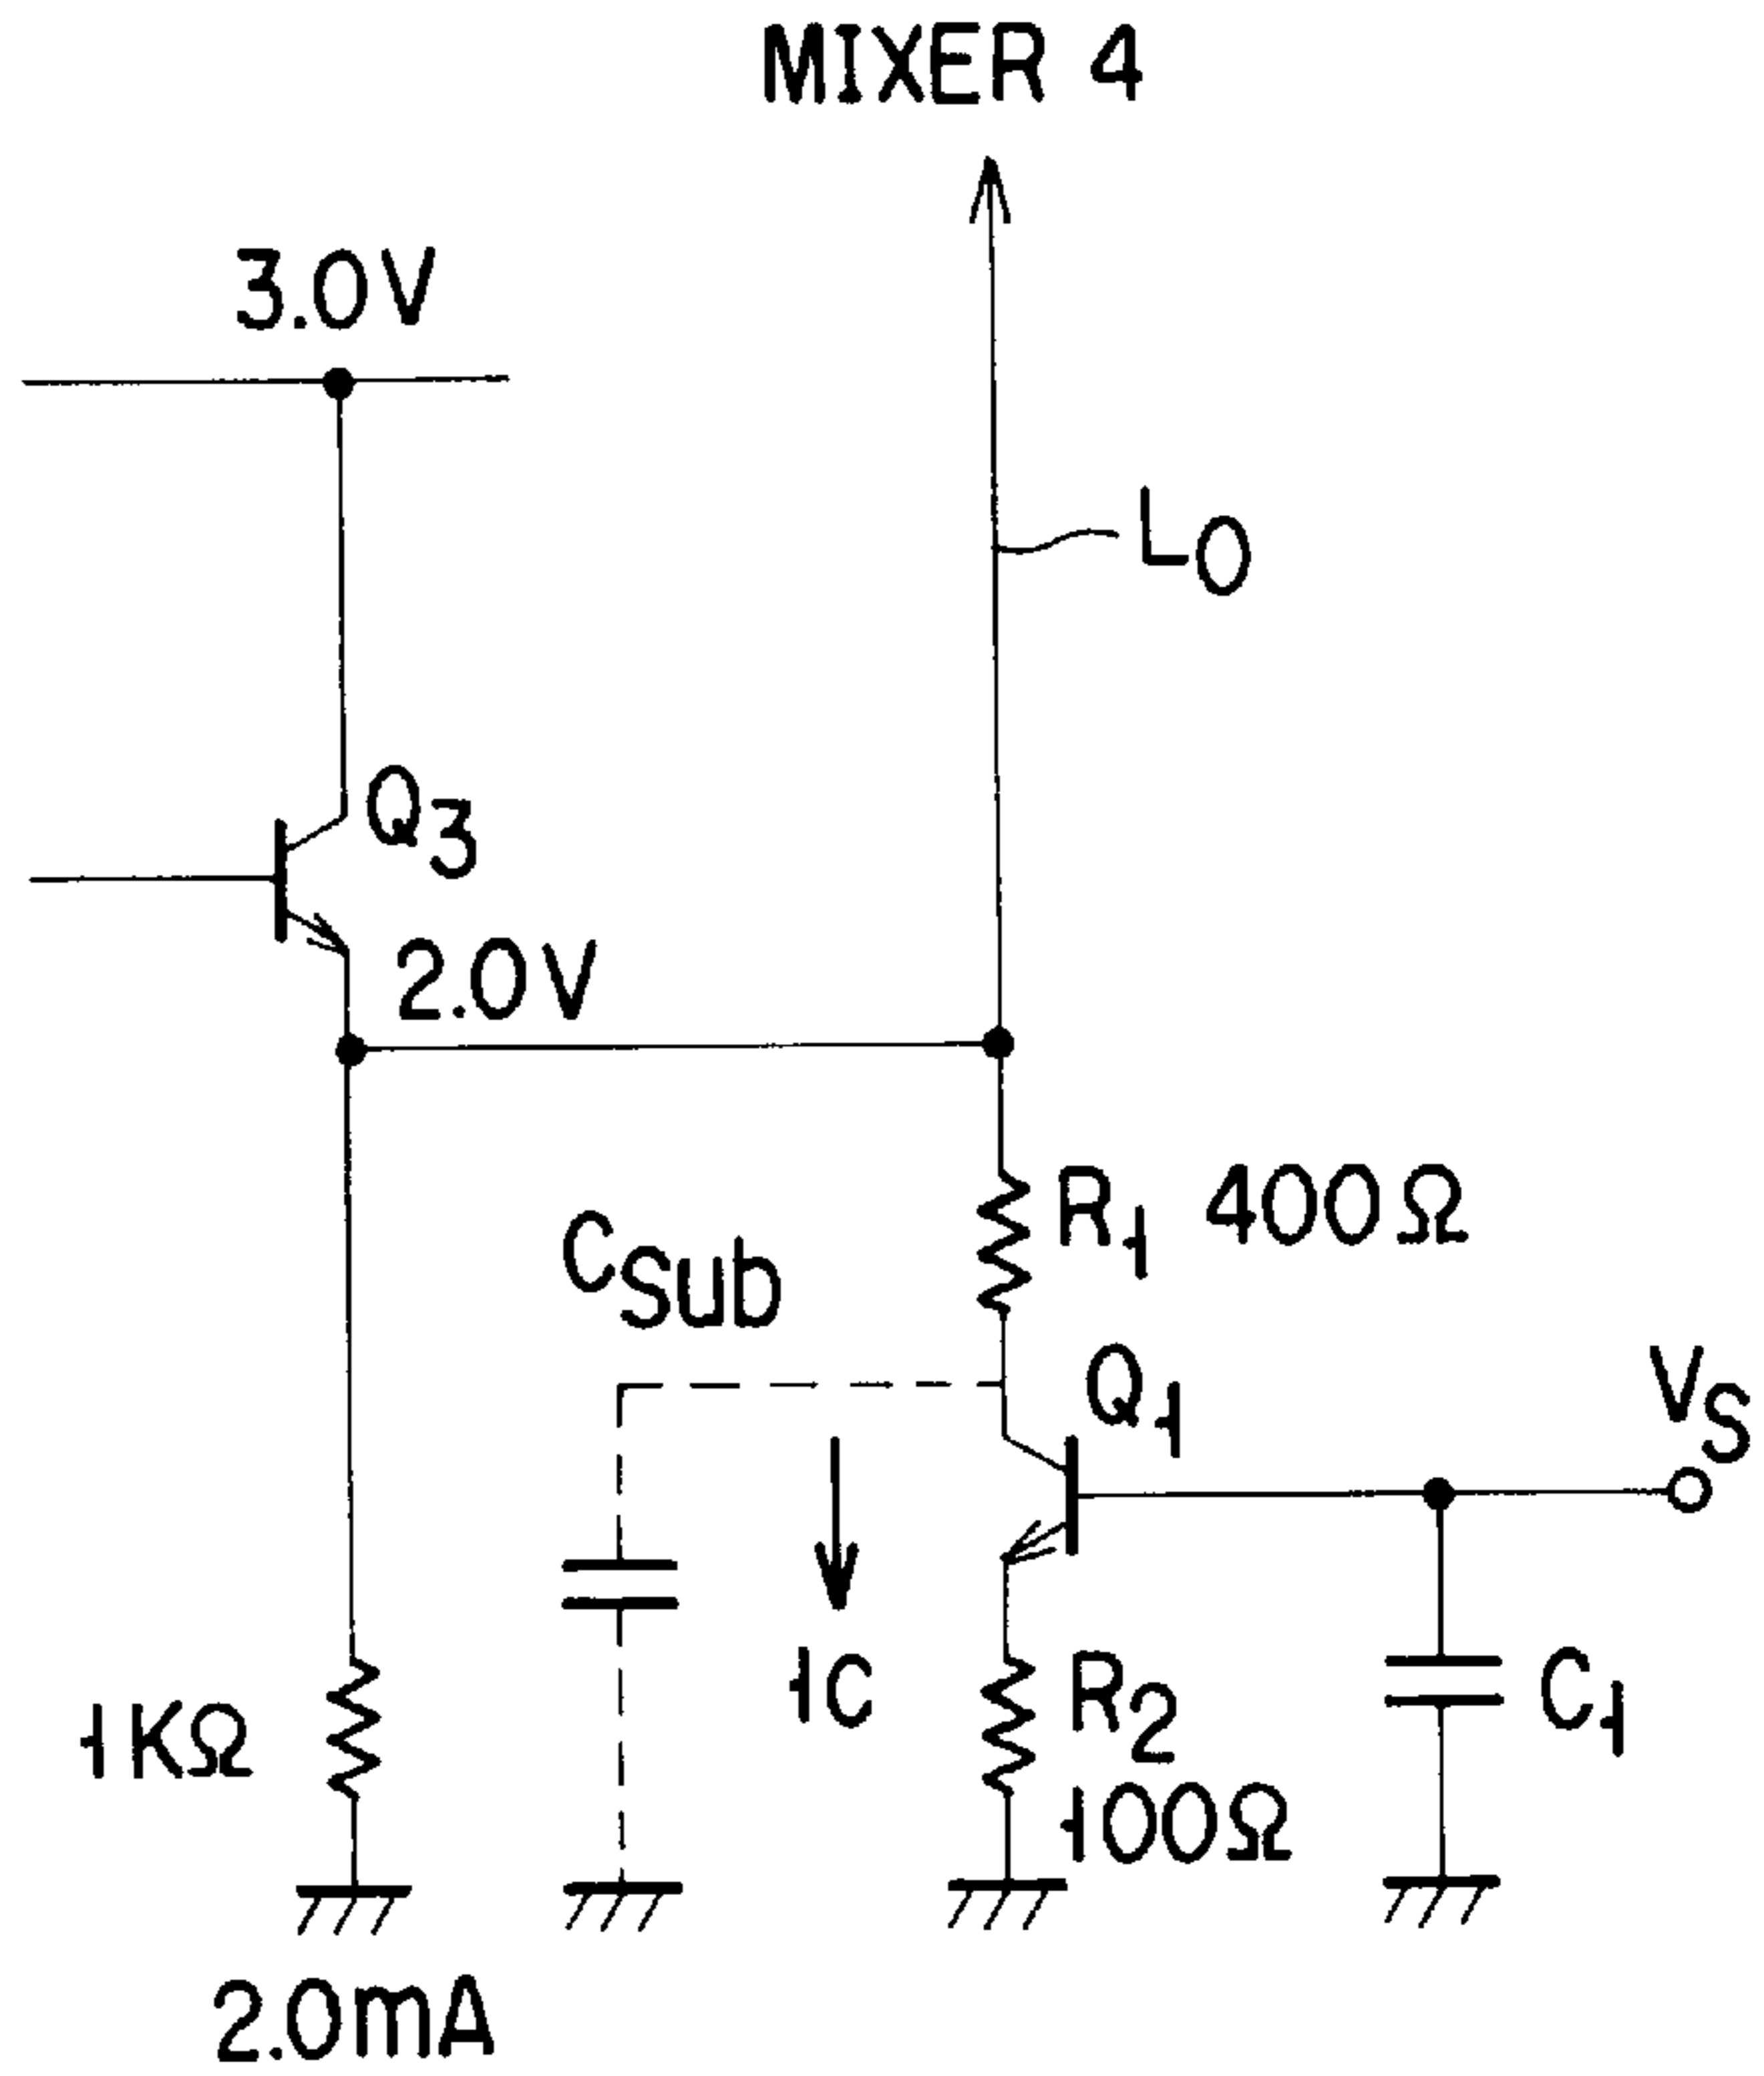 MIXER 4
3.0V
LO
Q3
2.0V
R1 400Ω
Csub
Q1
VS
1C
R2
100Ω
C1
1KΩ
2.0mA